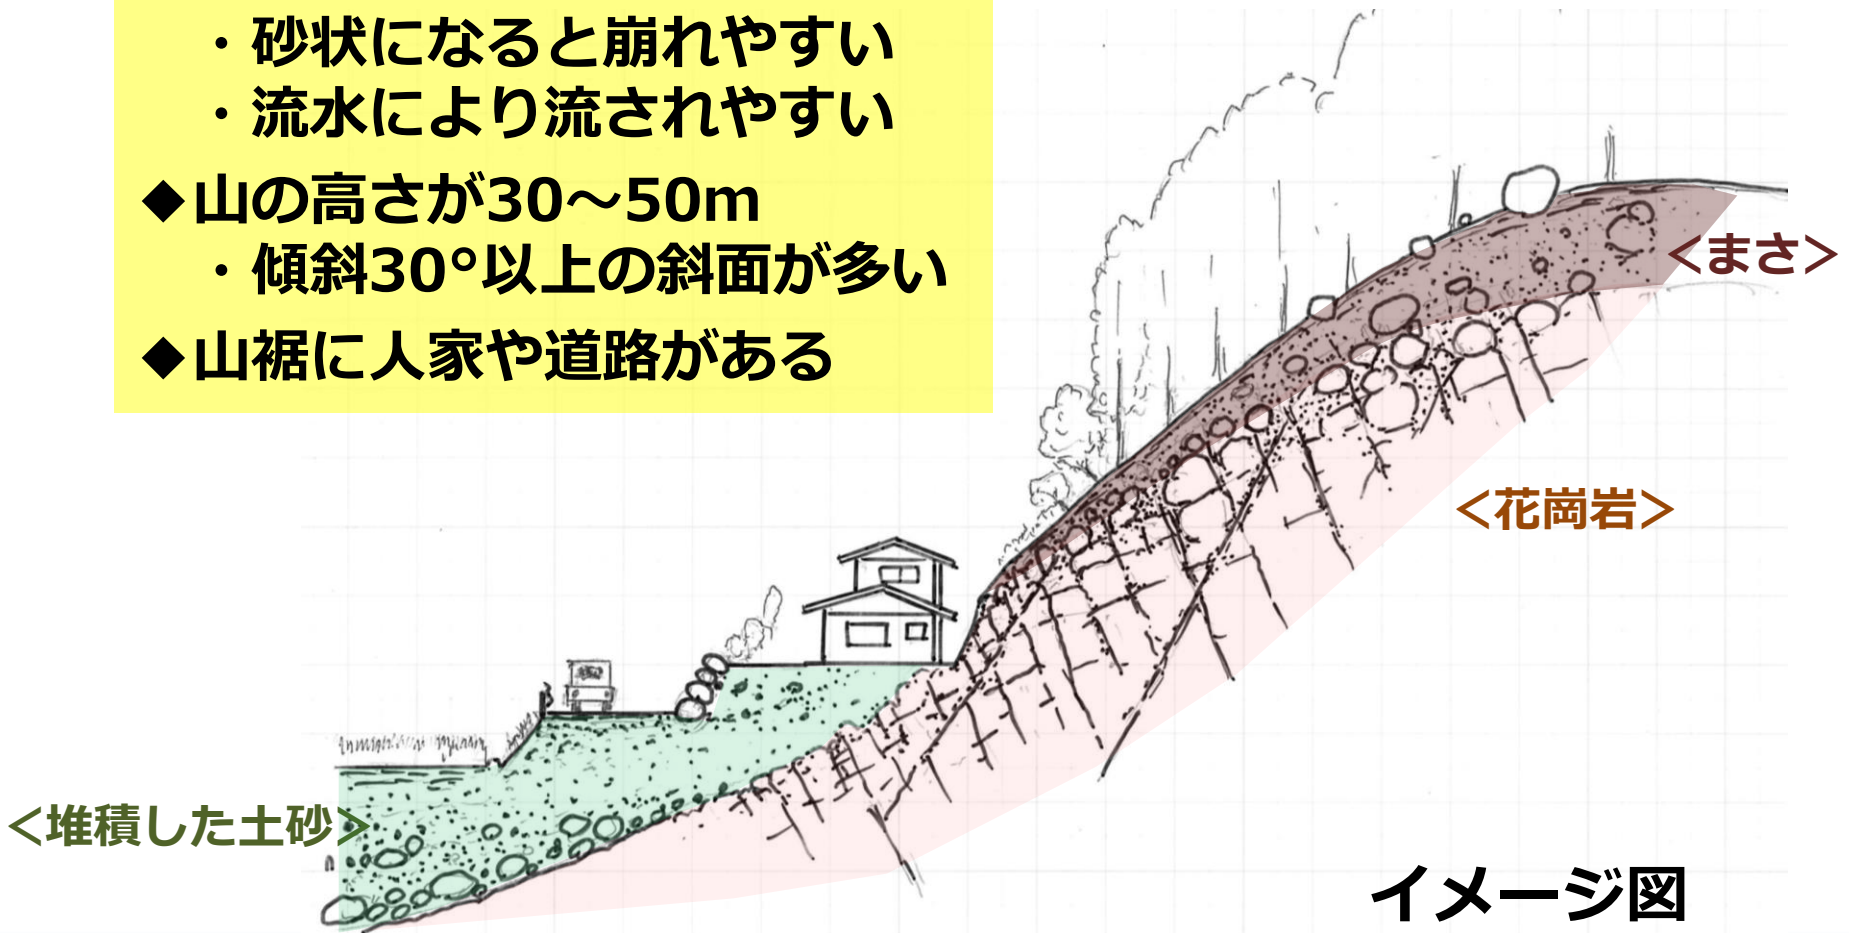 ・砂状になると崩れやすい
・流水により流されやすい
◆山の高さが30～50m
・傾斜30°以上の斜面が多い
◆山裾に人家や道路がある
＜まさ＞
＜花崗岩＞
＜堆積した土砂＞
イメージ図